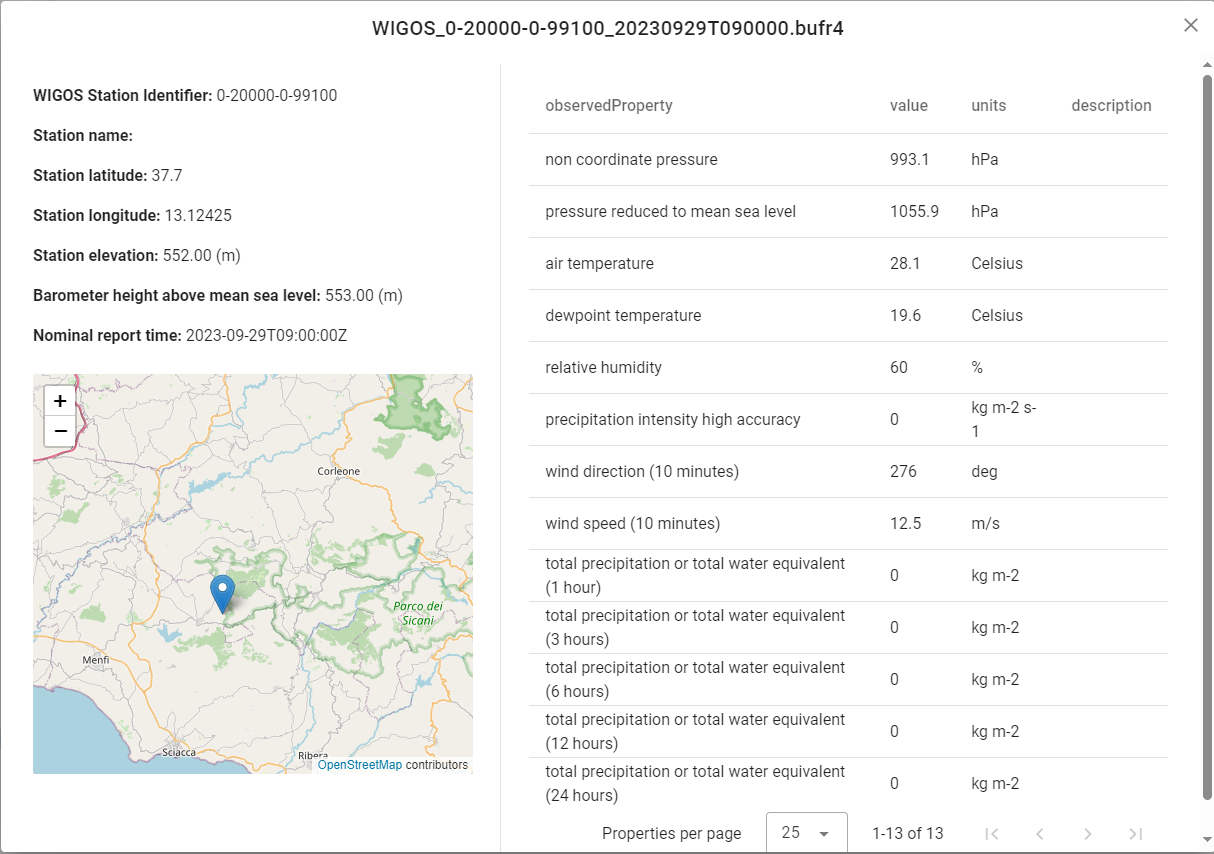 WIGOS_0-20000-0-99100_20230929T090000.bufr4
WIGOS Station Identifier: 0-20000-0-99100
Station name:
Station latitude: 37.7
Station longitude: 13.12425
Station elevation: 552.00 (m)
Barometer height above mean sea level: 553.00 (m)
Nominal report time: 2023-09-29T09:00:00Z
+
−
Corleone
Parco dei
Sicani
Menfi
Sciacca
Ribera
OpenStreetMap contributors
observedProperty value units description
non coordinate pressure 993.1 hPa
pressure reduced to mean sea level 1055.9 hPa
air temperature 28.1 Celsius
dewpoint temperature 19.6 Celsius
relative humidity 60 %
precipitation intensity high accuracy 0 kg m-2 s-
1
wind direction (10 minutes) 276 deg
wind speed (10 minutes) 12.5 m/s
total precipitation or total water equivalent
(1 hour) 0 kg m-2
total precipitation or total water equivalent
(3 hours) 0 kg m-2
total precipitation or total water equivalent
(6 hours) 0 kg m-2
total precipitation or total water equivalent
(12 hours) 0 kg m-2
total precipitation or total water equivalent
(24 hours) 0 kg m-2
Properties per page 25 1-13 of 13